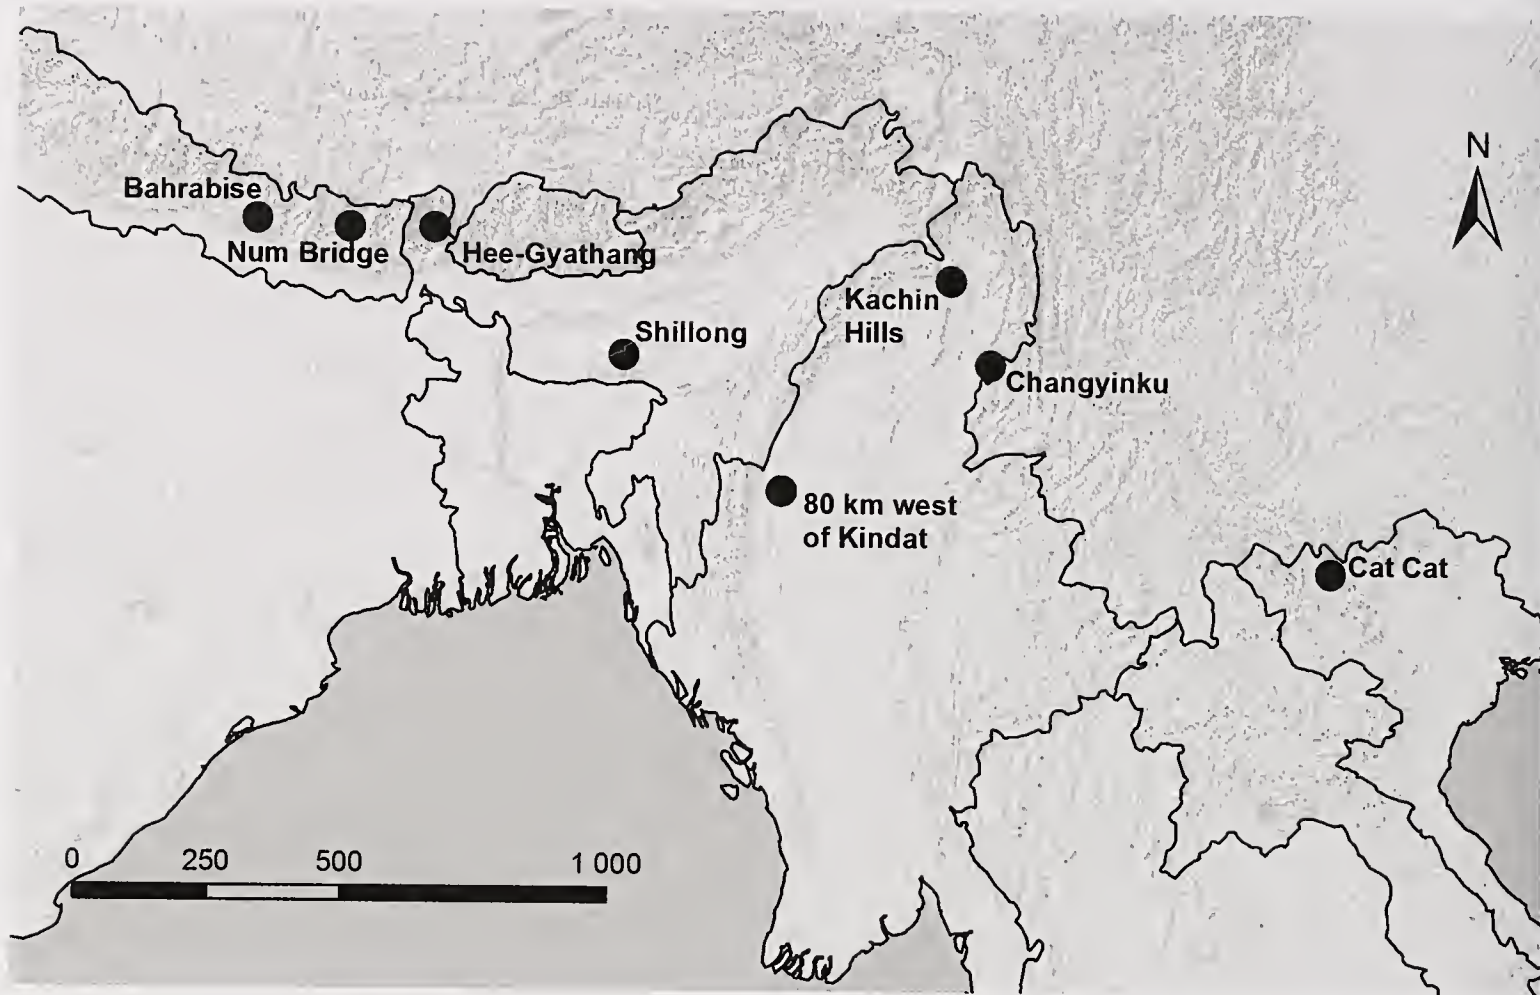 N
Bahrabise
Num Bridge
Hee-Gyathang
Kachin
Hills
Shillong
Changyinku
80 km west
of Kindat
Cat Cat
0 250 500 1 000